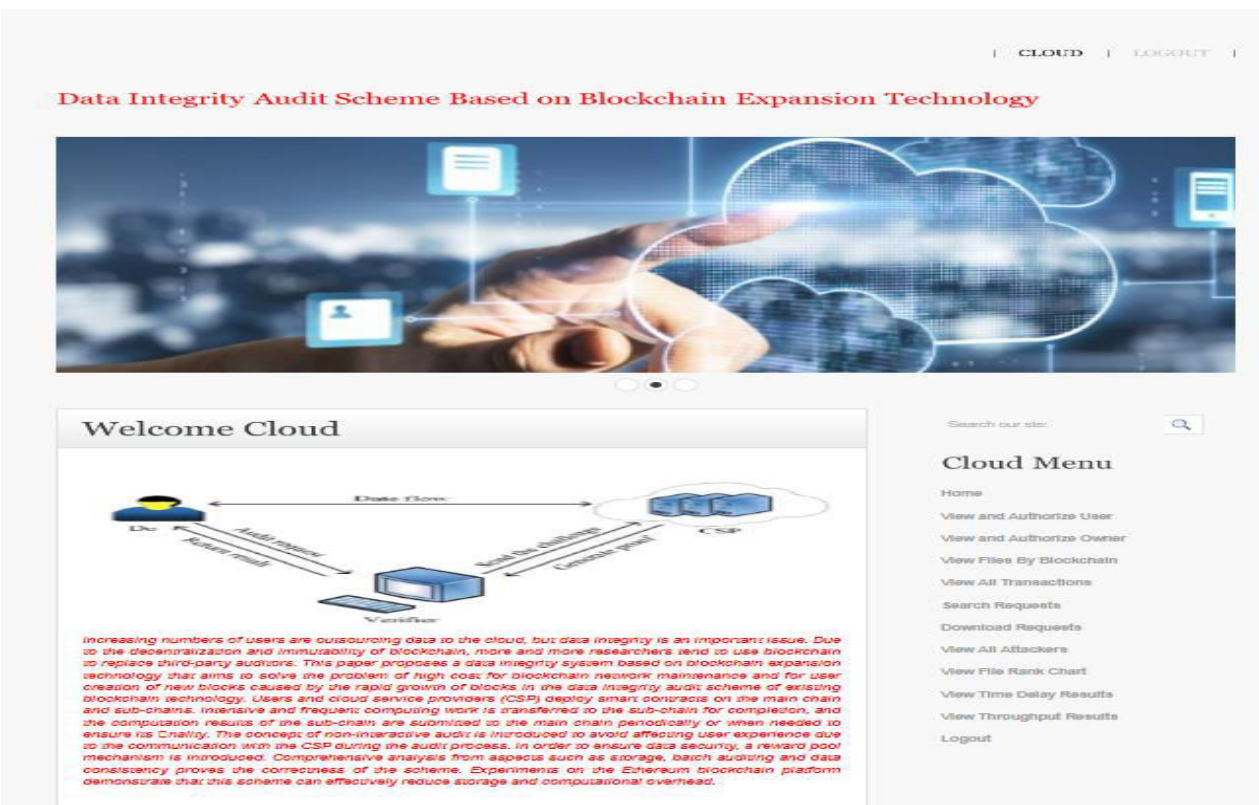 | CLOUD | LOGOUT |
Data Integrity Audit Scheme Based on Blockchain Expansion Technology
Welcome Cloud
Data flow
Do
CSP
Audit request
Return result
Send the challenge
Generate proof
Verifier
Increasing numbers of users are outsourcing data to the cloud, but data integrity is an important issue. Due
to the decentralization and immutability of blockchain, more and more researchers tend to use blockchain
to replace third-party auditors. This paper proposes a data integrity system based on blockchain expansion
technology that aims to solve the problem of high cost for blockchain network maintenance and for user
creation of new blocks caused by the rapid growth of blocks in the data integrity audit scheme of existing
blockchain technology. Users and cloud service providers (CSP) deploy smart contracts on the main chain
and sub-chains. Intensive and frequent computing work is transferred to the sub-chain for completion, and
the computation results of the sub-chain are submitted to the main chain periodically or when needed to
ensure its Cnality. The concept of non-interactive audit is introduced to avoid affecting user experience due
to the communication with the CSP during the audit process. In order to ensure data security, a reward pool
mechanism is introduced. Comprehensive analysis from aspects such as storage, batch auditing and data
consistency proves the correctness of the scheme. Experiments on the Ethereum blockchain platform
demonstrate that this scheme can effectively reduce storage and computational overhead.
Search our site:
Cloud Menu
Home
View and Authorize User
View and Authorize Owner
View Files By Blockchain
View All Transactions
Search Requests
Download Requests
View All Attackers
View File Rank Chart
View Time Delay Results
View Throughput Results
Logout